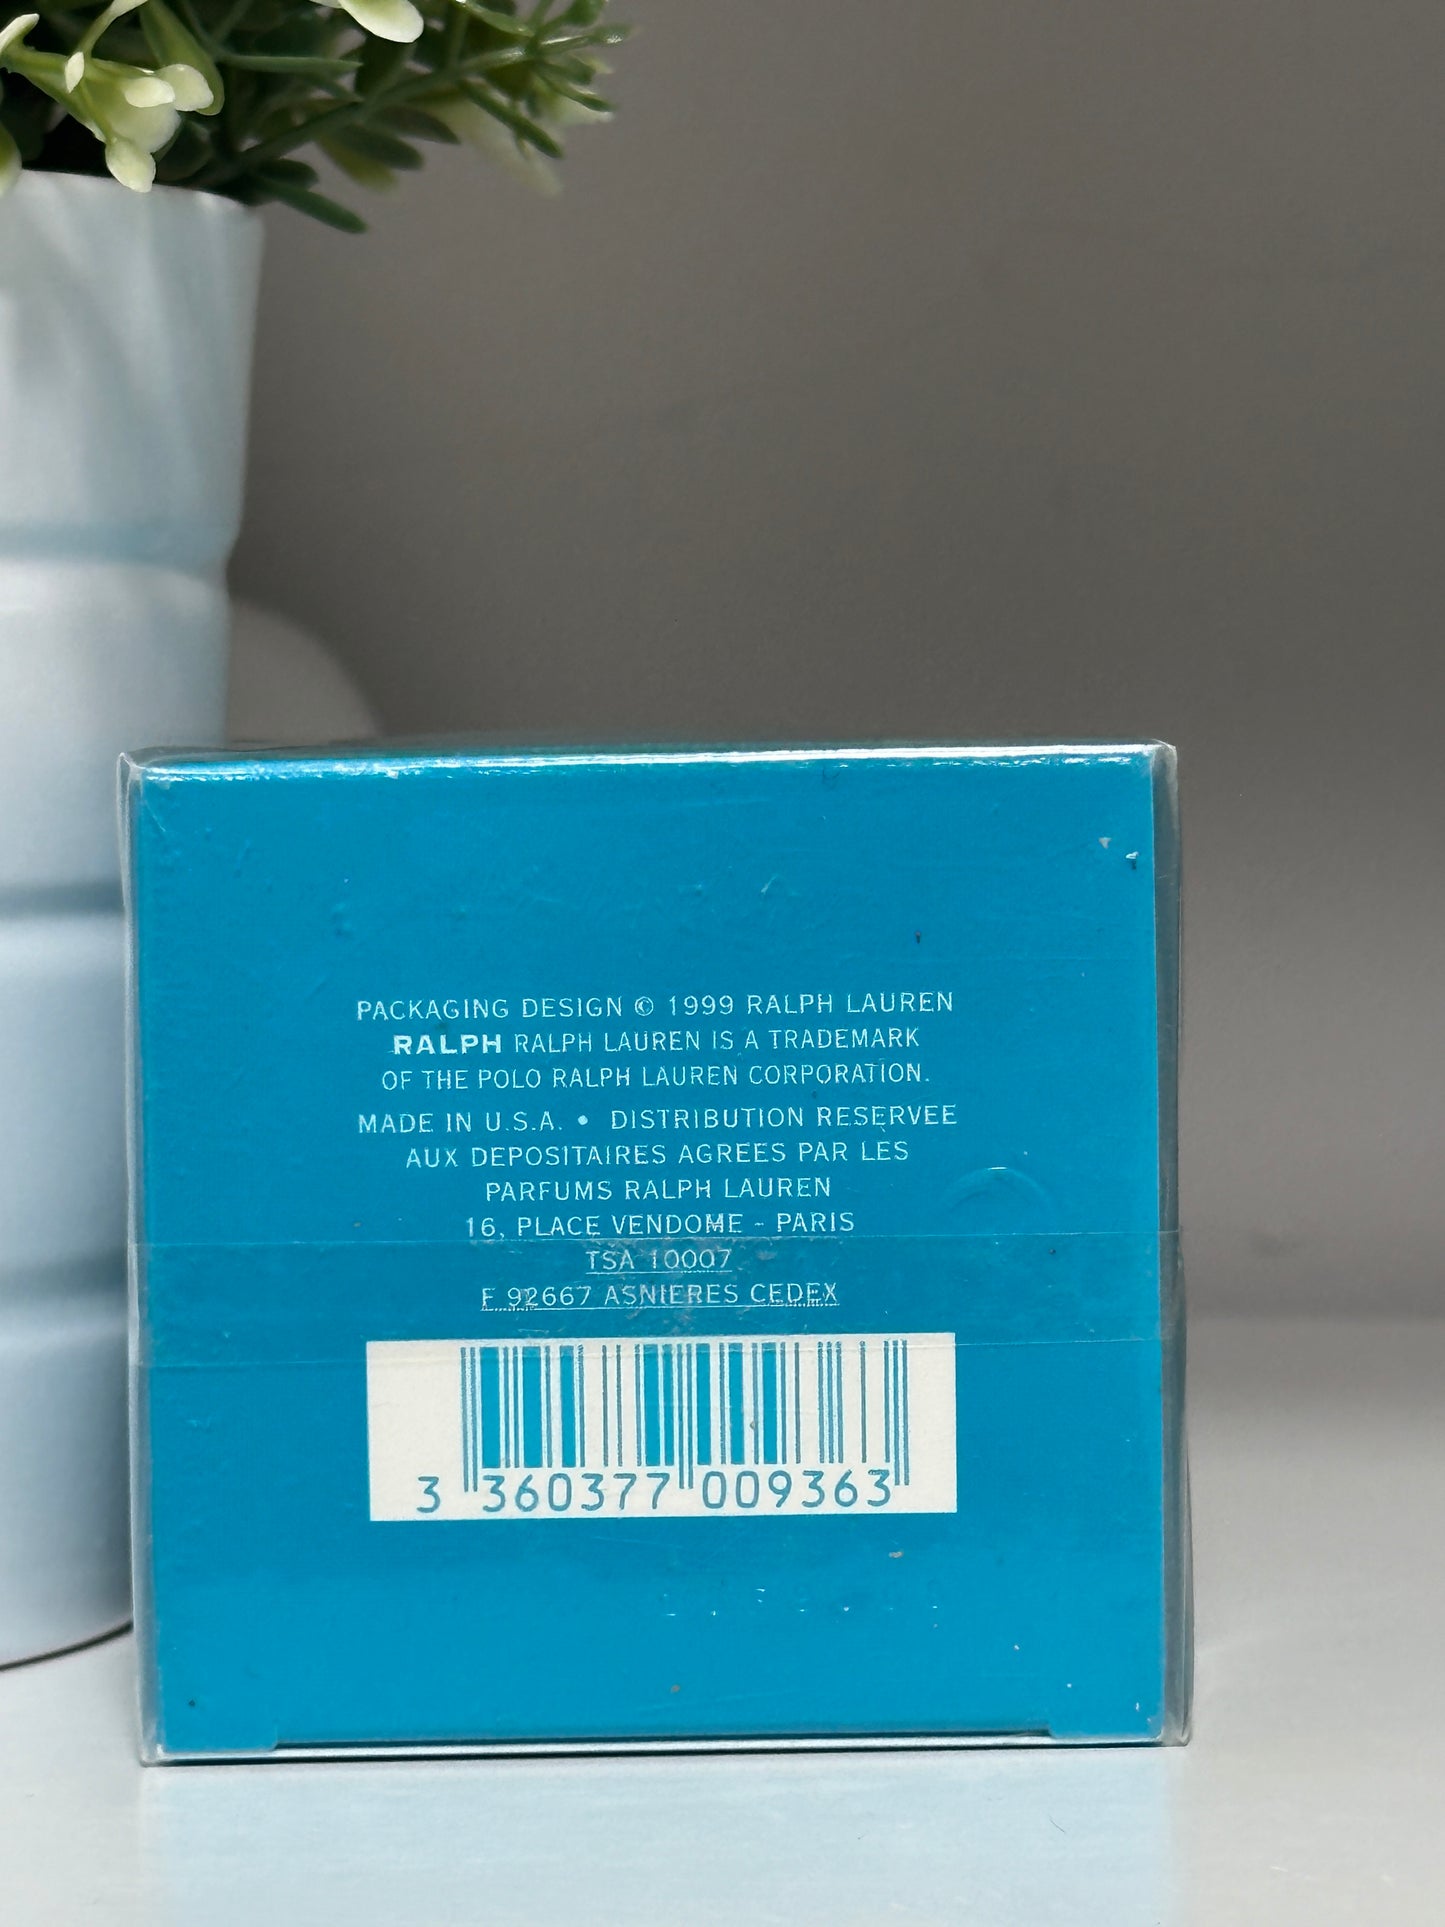 PACKAGING DESIGN © 1999 RALPH LAUREN
RALPH RALPH LAUREN IS A TRADEMARK
OF THE POLO RALPH LAUREN CORPORATION.
MADE IN U.S.A. • DISTRIBUTION RESERVEE
AUX DEPOSITAIRES AGREES PAR LES
PARFUMS RALPH LAUREN
16, PLACE VENDOME - PARIS
TSA 10007
F 92667 ASNIERES CEDEX
3 360377 009363